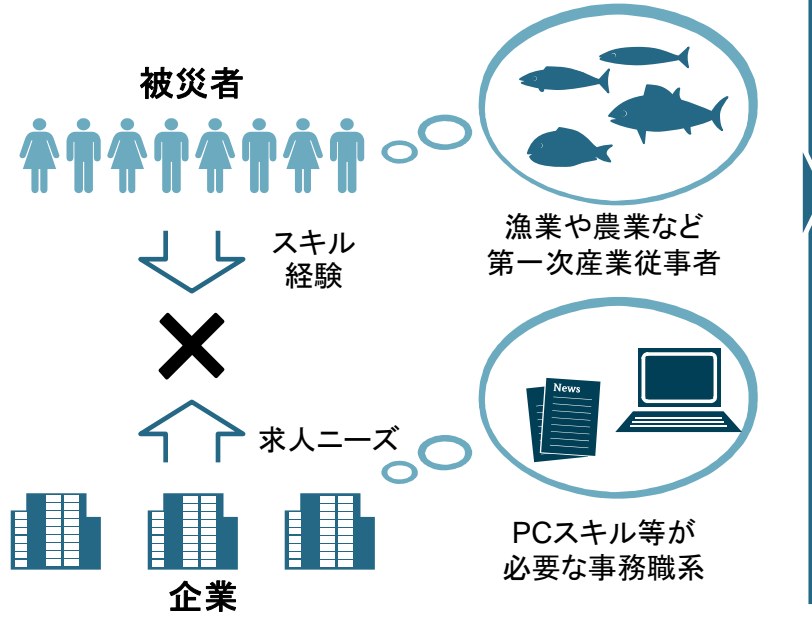 被災者
漁業や農業など
第一次産業従事者
スキル
経験
求人ニーズ
News
PCスキル等が
必要な事務職系
企業